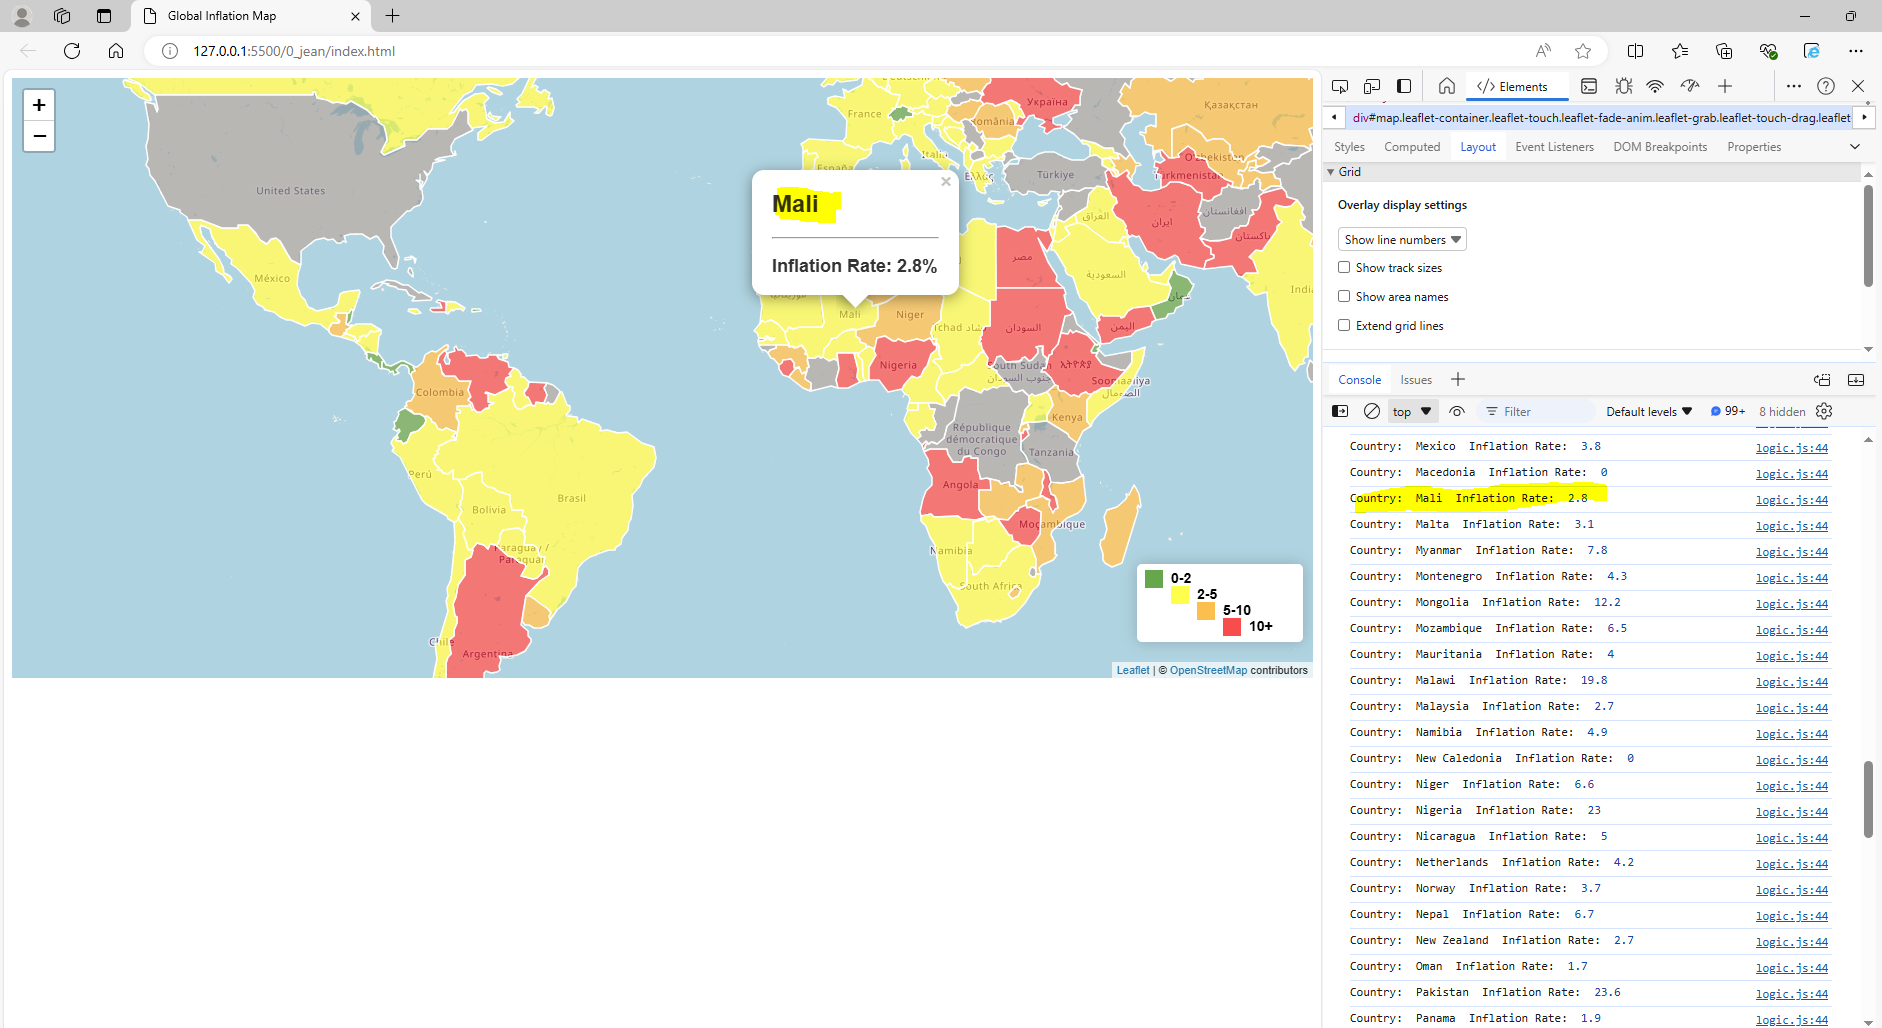 Global Inflation Map
127.0.0.1:5500/0_jean/index.html
+
−
United States
México
Colombia
Perú
Brasil
Bolivia
Paraguay /
Paraguái
Chile
Argentina
France
España
Italia
România
Україна
Ελλάς
Türkiye
Қазақстан
O'zbekiston
Türkmenistan
افغانستان
ایران
پاکستان
العراق
السعودية
عمان
اليمن
مصر
السودان
India
Mali
Niger
Tchad تشاد
Nigeria
South Sudan
جنوب السودان
ኢትዮጵያ
Soomaaliya
الصومال
Kenya
République
démocratique
du Congo
Tanzania
Angola
Moçambique
Namibia
South Africa
Mali
×
Inflation Rate: 2.8%
0-2
2-5
5-10
10+
Leaflet | © OpenStreetMap contributors
Elements
div#map.leaflet-container.leaflet-touch.leaflet-fade-anim.leaflet-grab.leaflet-touch-drag.leaflet
Styles Computed Layout Event Listeners DOM Breakpoints Properties
Grid
Overlay display settings
Show line numbers
Show track sizes
Show area names
Extend grid lines
Console Issues
top Filter Default levels 99+ 8 hidden
Country: Mexico Inflation Rate: 3.8 logic.js:44
Country: Macedonia Inflation Rate: 0 logic.js:44
Country: Mali Inflation Rate: 2.8 logic.js:44
Country: Malta Inflation Rate: 3.1 logic.js:44
Country: Myanmar Inflation Rate: 7.8 logic.js:44
Country: Montenegro Inflation Rate: 4.3 logic.js:44
Country: Mongolia Inflation Rate: 12.2 logic.js:44
Country: Mozambique Inflation Rate: 6.5 logic.js:44
Country: Mauritania Inflation Rate: 4 logic.js:44
Country: Malawi Inflation Rate: 19.8 logic.js:44
Country: Malaysia Inflation Rate: 2.7 logic.js:44
Country: Namibia Inflation Rate: 4.9 logic.js:44
Country: New Caledonia Inflation Rate: 0 logic.js:44
Country: Niger Inflation Rate: 6.6 logic.js:44
Country: Nigeria Inflation Rate: 23 logic.js:44
Country: Nicaragua Inflation Rate: 5 logic.js:44
Country: Netherlands Inflation Rate: 4.2 logic.js:44
Country: Norway Inflation Rate: 3.7 logic.js:44
Country: Nepal Inflation Rate: 6.7 logic.js:44
Country: New Zealand Inflation Rate: 2.7 logic.js:44
Country: Oman Inflation Rate: 1.7 logic.js:44
Country: Pakistan Inflation Rate: 23.6 logic.js:44
Country: Panama Inflation Rate: 1.9 logic.js:44